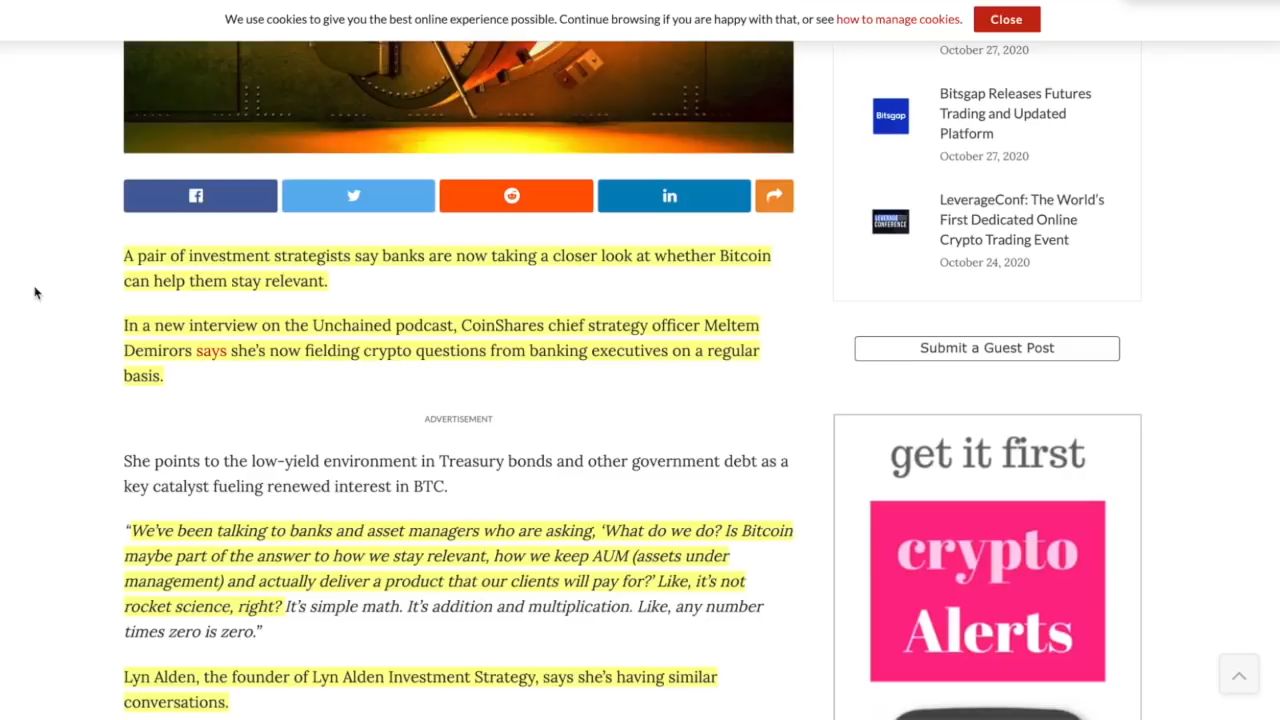 We use cookies to give you the best online experience possible. Continue browsing if you are happy with that, or see how to manage cookies.
Close
A pair of investment strategists say banks are now taking a closer look at whether Bitcoin
can help them stay relevant.
In a new interview on the Unchained podcast, CoinShares chief strategy officer Meltem
Demirors says she’s now fielding crypto questions from banking executives on a regular
basis.
ADVERTISEMENT
She points to the low-yield environment in Treasury bonds and other government debt as a
key catalyst fueling renewed interest in BTC.
“We’ve been talking to banks and asset managers who are asking, ‘What do we do? Is Bitcoin
maybe part of the answer to how we stay relevant, how we keep AUM (assets under
management) and actually deliver a product that our clients will pay for?’ Like, it’s not
rocket science, right? It’s simple math. It’s addition and multiplication. Like, any number
times zero is zero.”
Lyn Alden, the founder of Lyn Alden Investment Strategy, says she’s having similar
conversations.
October 27, 2020
Bitsgap
Bitsgap Releases Futures
Trading and Updated
Platform
October 27, 2020
LEVERAGE
CONFERENCE
LeverageConf: The World’s
First Dedicated Online
Crypto Trading Event
October 24, 2020
Submit a Guest Post
get it first
crypto
Alerts